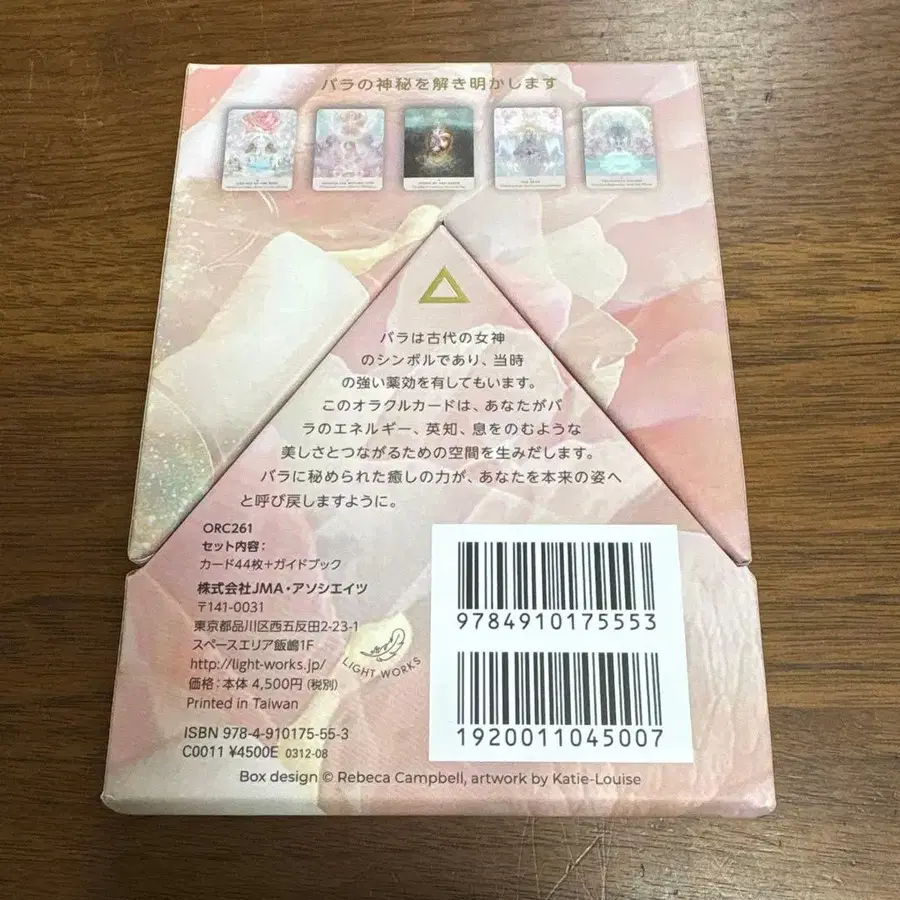 バラの神秘を解き明かします
バラは古代の女神
のシンボルであり、当時
の強い薬効を有してもいます。
このオラクルカードは、あなたがバ
ラのエネルギー、英知、息をのむような
美しさとつながるための空間を生みだします。
バラに秘められた癒しの力が、あなたを本来の姿へ
と呼び戻しますように。
ORC261
セット内容:
カード44枚+ガイドブック
株式会社JMA・アソシエイツ
〒141-0031
東京都品川区西五反田2-23-1
スペースエリア飯嶋1F
http://light-works.jp/
価格:本体 4,500円 (税別)
Printed in Taiwan
LIGHT WORKS
ISBN 978-4-910175-55-3
C0011 ¥4500E 0312-08
9784910175553
1920011045007
Box design © Rebeca Campbell, artwork by Katie-Louise